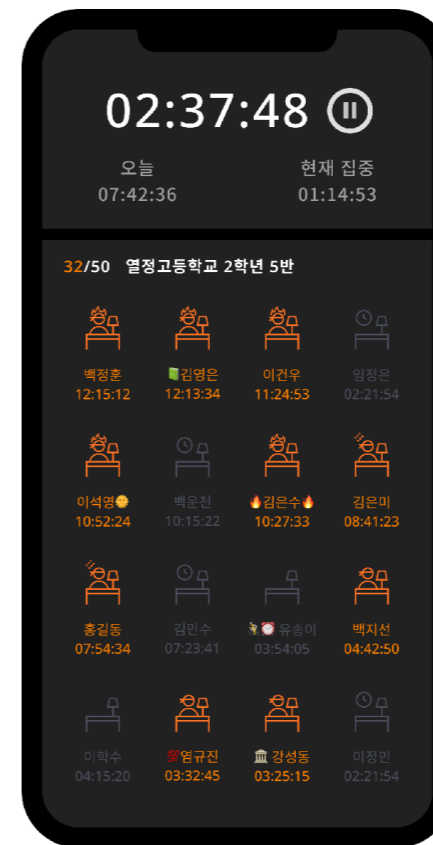 02:37:48
오늘 현재 집중
07:42:36 01:14:53
32/50 열정고등학교 2학년 5반
백정훈 📗김영은 이건우 임정은
12:15:12 12:13:34 11:24:53 02:21:54
이석영 백운천 🔥김은수🔥 김은미
10:52:24 10:15:22 10:27:33 08:41:23
홍길동 김민수 유송이 백지선
07:54:34 07:23:41 03:54:05 04:42:50
이학수 💯염규진 🏛 강성동 이정민
04:15:20 03:32:45 03:25:15 02:21:54